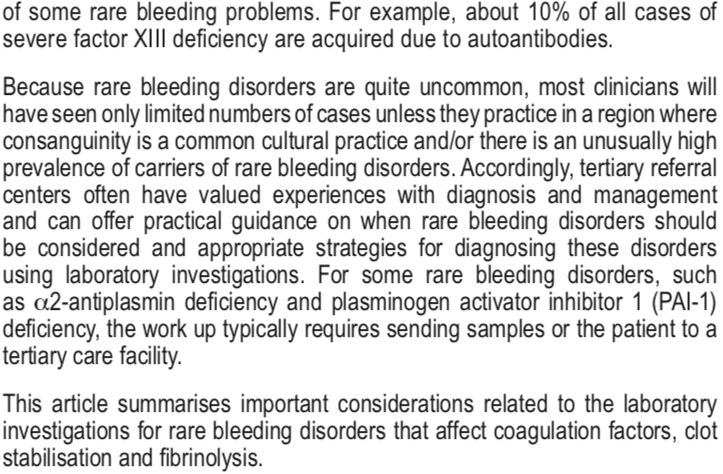 of some rare bleeding problems. For example, about 10% of all cases of
severe factor XIII deficiency are acquired due to autoantibodies.
Because rare bleeding disorders are quite uncommon, most clinicians will
have seen only limited numbers of cases unless they practice in a region where
consanguinity is a common cultural practice and/or there is an unusually high
prevalence of carriers of rare bleeding disorders. Accordingly, tertiary referral
centers often have valued experiences with diagnosis and management
and can offer practical guidance on when rare bleeding disorders should
be considered and appropriate strategies for diagnosing these disorders
using laboratory investigations. For some rare bleeding disorders, such
as α2-antiplasmin deficiency and plasminogen activator inhibitor 1 (PAI-1)
deficiency, the work up typically requires sending samples or the patient to a
tertiary care facility.
This article summarises important considerations related to the laboratory
investigations for rare bleeding disorders that affect coagulation factors, clot
stabilisation and fibrinolysis.